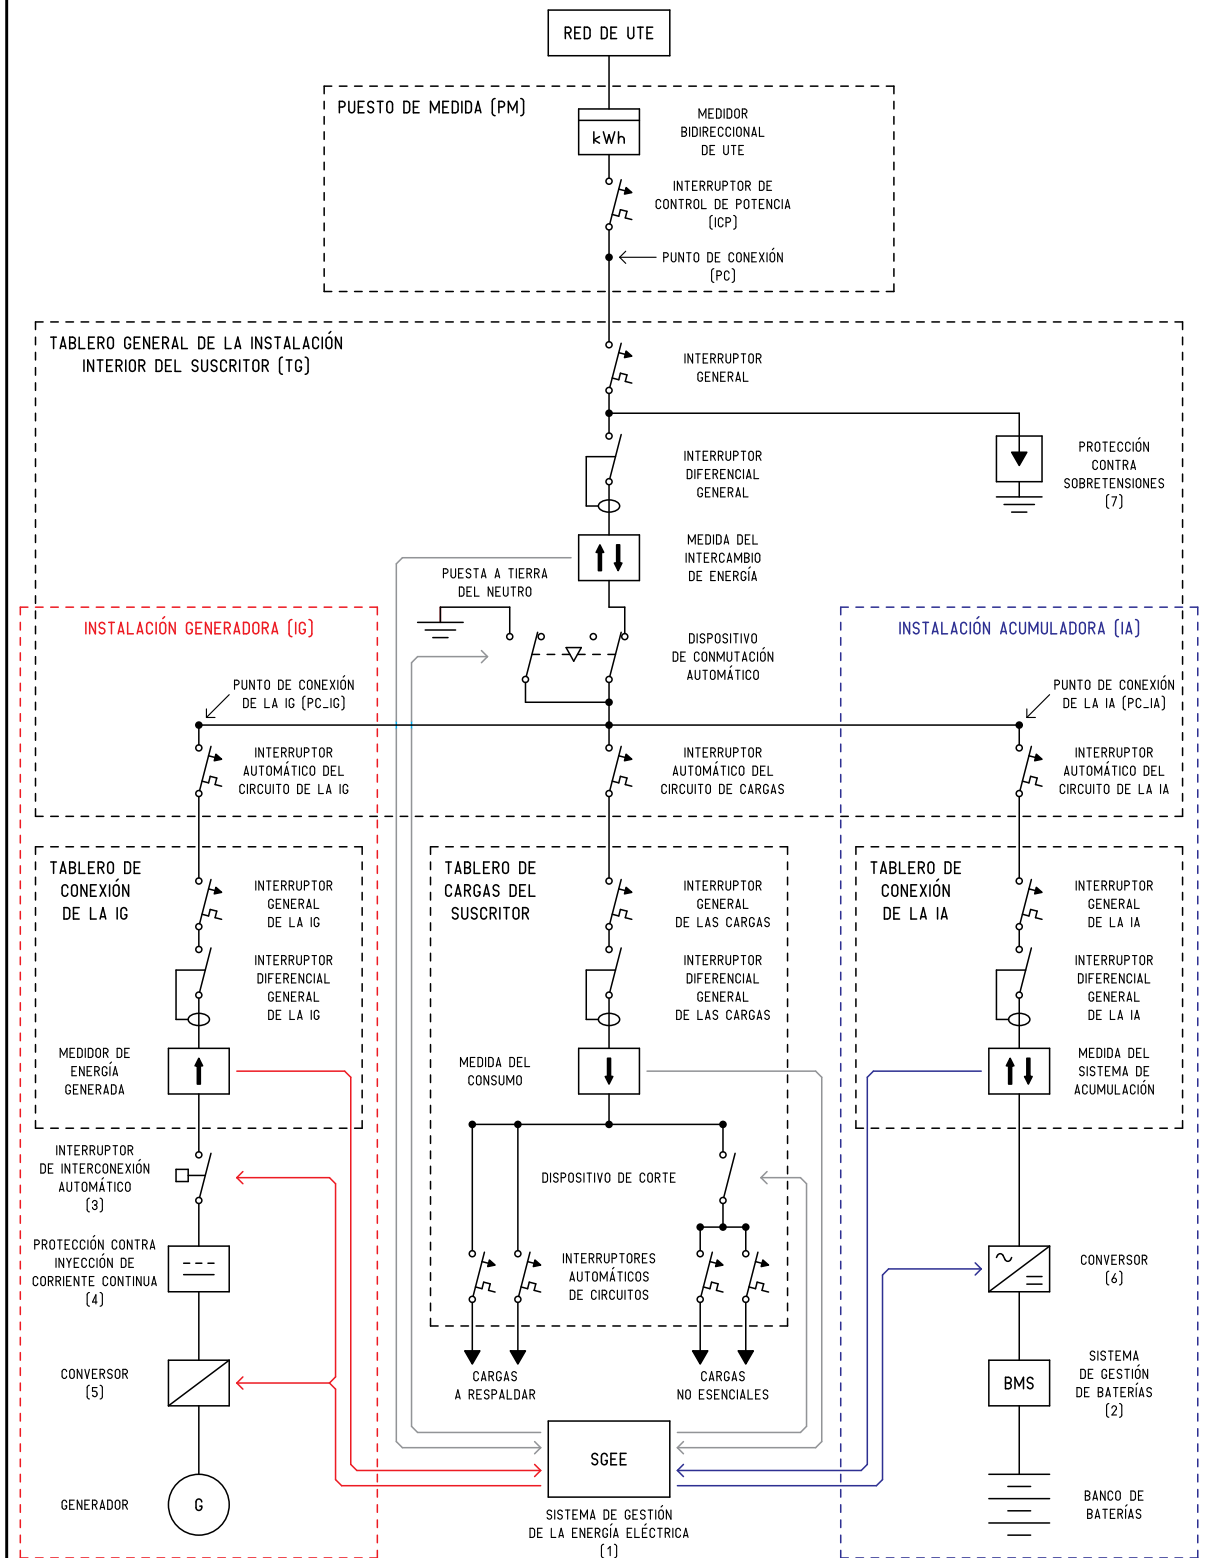 RED DE UTE
PUESTO DE MEDIDA (PM)
kWh
MEDIDOR
BIDIRECCIONAL
DE UTE
INTERRUPTOR DE
CONTROL DE POTENCIA
(ICP)
PUNTO DE CONEXIÓN
(PC)
TABLERO GENERAL DE LA INSTALACIÓN
INTERIOR DEL SUSCRITOR (TG)
INTERRUPTOR
GENERAL
INTERRUPTOR
DIFERENCIAL
GENERAL
PROTECCIÓN
CONTRA
SOBRETENSIONES
(7)
MEDIDA DEL
INTERCAMBIO
DE ENERGÍA
PUESTA A TIERRA
DEL NEUTRO
INSTALACIÓN GENERADORA (IG)
DISPOSITIVO
DE CONMUTACIÓN
AUTOMÁTICO
INSTALACIÓN ACUMULADORA (IA)
PUNTO DE CONEXIÓN
DE LA IG (PC_IG)
PUNTO DE CONEXIÓN
DE LA IA (PC_IA)
INTERRUPTOR
AUTOMÁTICO DEL
CIRCUITO DE LA IG
INTERRUPTOR
AUTOMÁTICO DEL
CIRCUITO DE CARGAS
INTERRUPTOR
AUTOMÁTICO DEL
CIRCUITO DE LA IA
TABLERO DE
CONEXIÓN
DE LA IG
INTERRUPTOR
GENERAL
DE LA IG
INTERRUPTOR
DIFERENCIAL
GENERAL
DE LA IG
MEDIDOR DE
ENERGÍA
GENERADA
TABLERO DE
CARGAS DEL
SUSCRITOR
INTERRUPTOR
GENERAL
DE LAS CARGAS
INTERRUPTOR
DIFERENCIAL
GENERAL
DE LAS CARGAS
MEDIDA DEL
CONSUMO
TABLERO DE
CONEXIÓN
DE LA IA
INTERRUPTOR
GENERAL
DE LA IA
INTERRUPTOR
DIFERENCIAL
GENERAL
DE LA IA
MEDIDA DEL
SISTEMA DE
ACUMULACIÓN
INTERRUPTOR
DE INTERCONEXIÓN
AUTOMÁTICO
(3)
DISPOSITIVO DE CORTE
PROTECCIÓN CONTRA
INYECCIÓN DE
CORRIENTE CONTINUA
(4)
INTERRUPTORES
AUTOMÁTICOS
DE CIRCUITOS
CONVERSOR
(6)
CONVERSOR
(5)
CARGAS
A RESPALDAR
CARGAS
NO ESENCIALES
BMS
SISTEMA
DE GESTIÓN
DE BATERÍAS
(2)
GENERADOR
G
SGEE
SISTEMA DE GESTIÓN
DE LA ENERGÍA ELÉCTRICA
(1)
BANCO DE
BATERÍAS